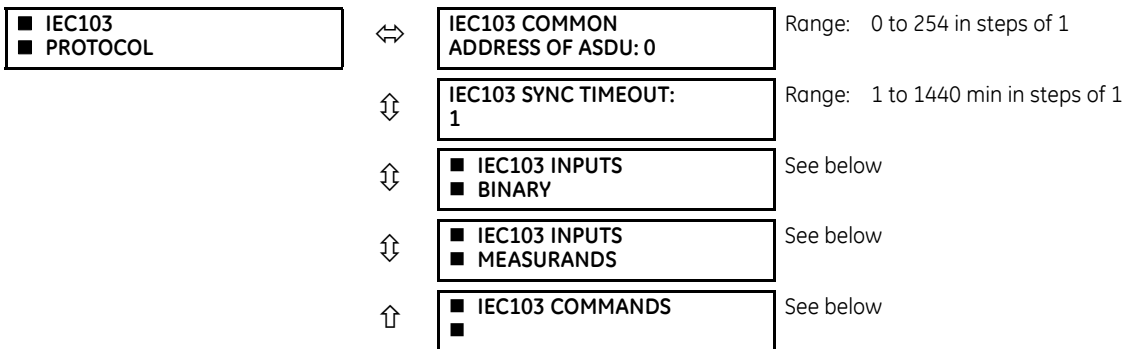 ■ IEC103
■ PROTOCOL
IEC103 COMMON
ADDRESS OF ASDU: 0
Range: 0 to 254 in steps of 1
IEC103 SYNC TIMEOUT:
1
Range: 1 to 1440 min in steps of 1
■ IEC103 INPUTS
■ BINARY
See below
■ IEC103 INPUTS
■ MEASURANDS
See below
■ IEC103 COMMANDS
■
See below